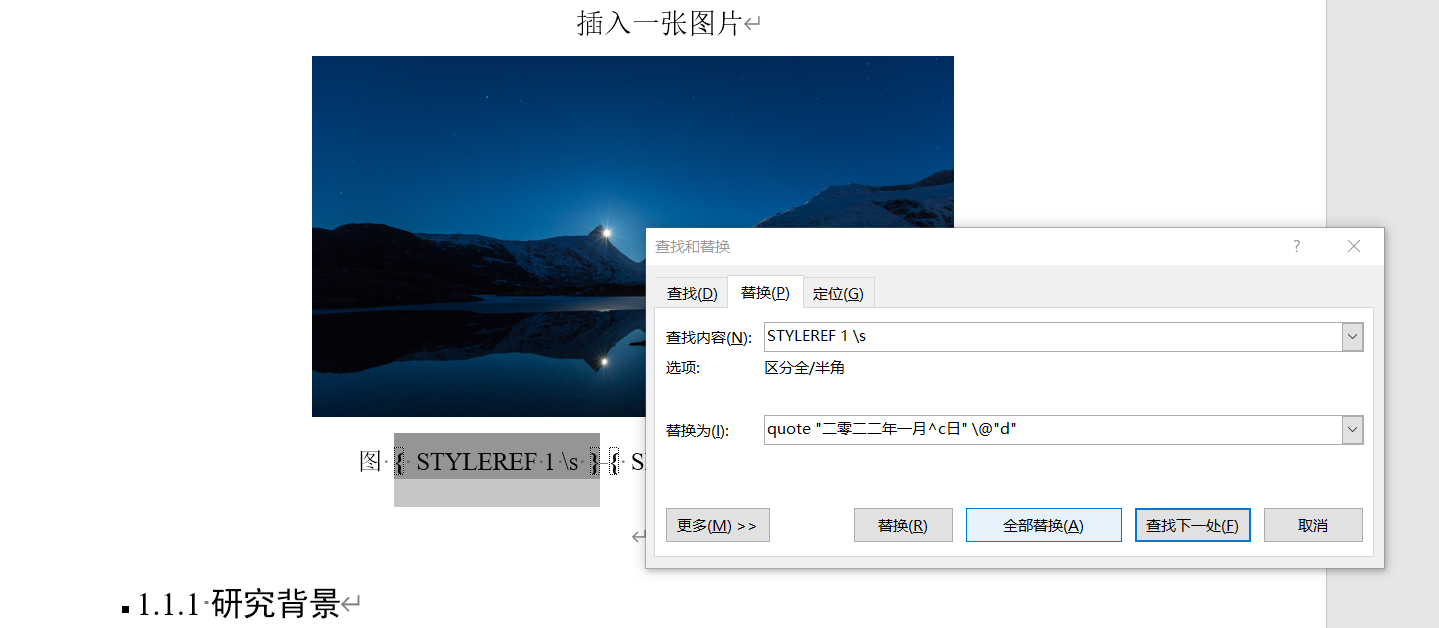 插入一张图片↵
查找和替换
查找(D) 替换(P) 定位(G)
查找内容(N): STYLEREF 1 \s
选项: 区分全/半角
替换为(I): quote "二零二二年一月^c日" \@"d"
图 { STYLEREF 1 \s }-{ S
更多(M) >> 替换(R) 全部替换(A) 查找下一处(F) 取消
↵
1.1.1 研究背景↵